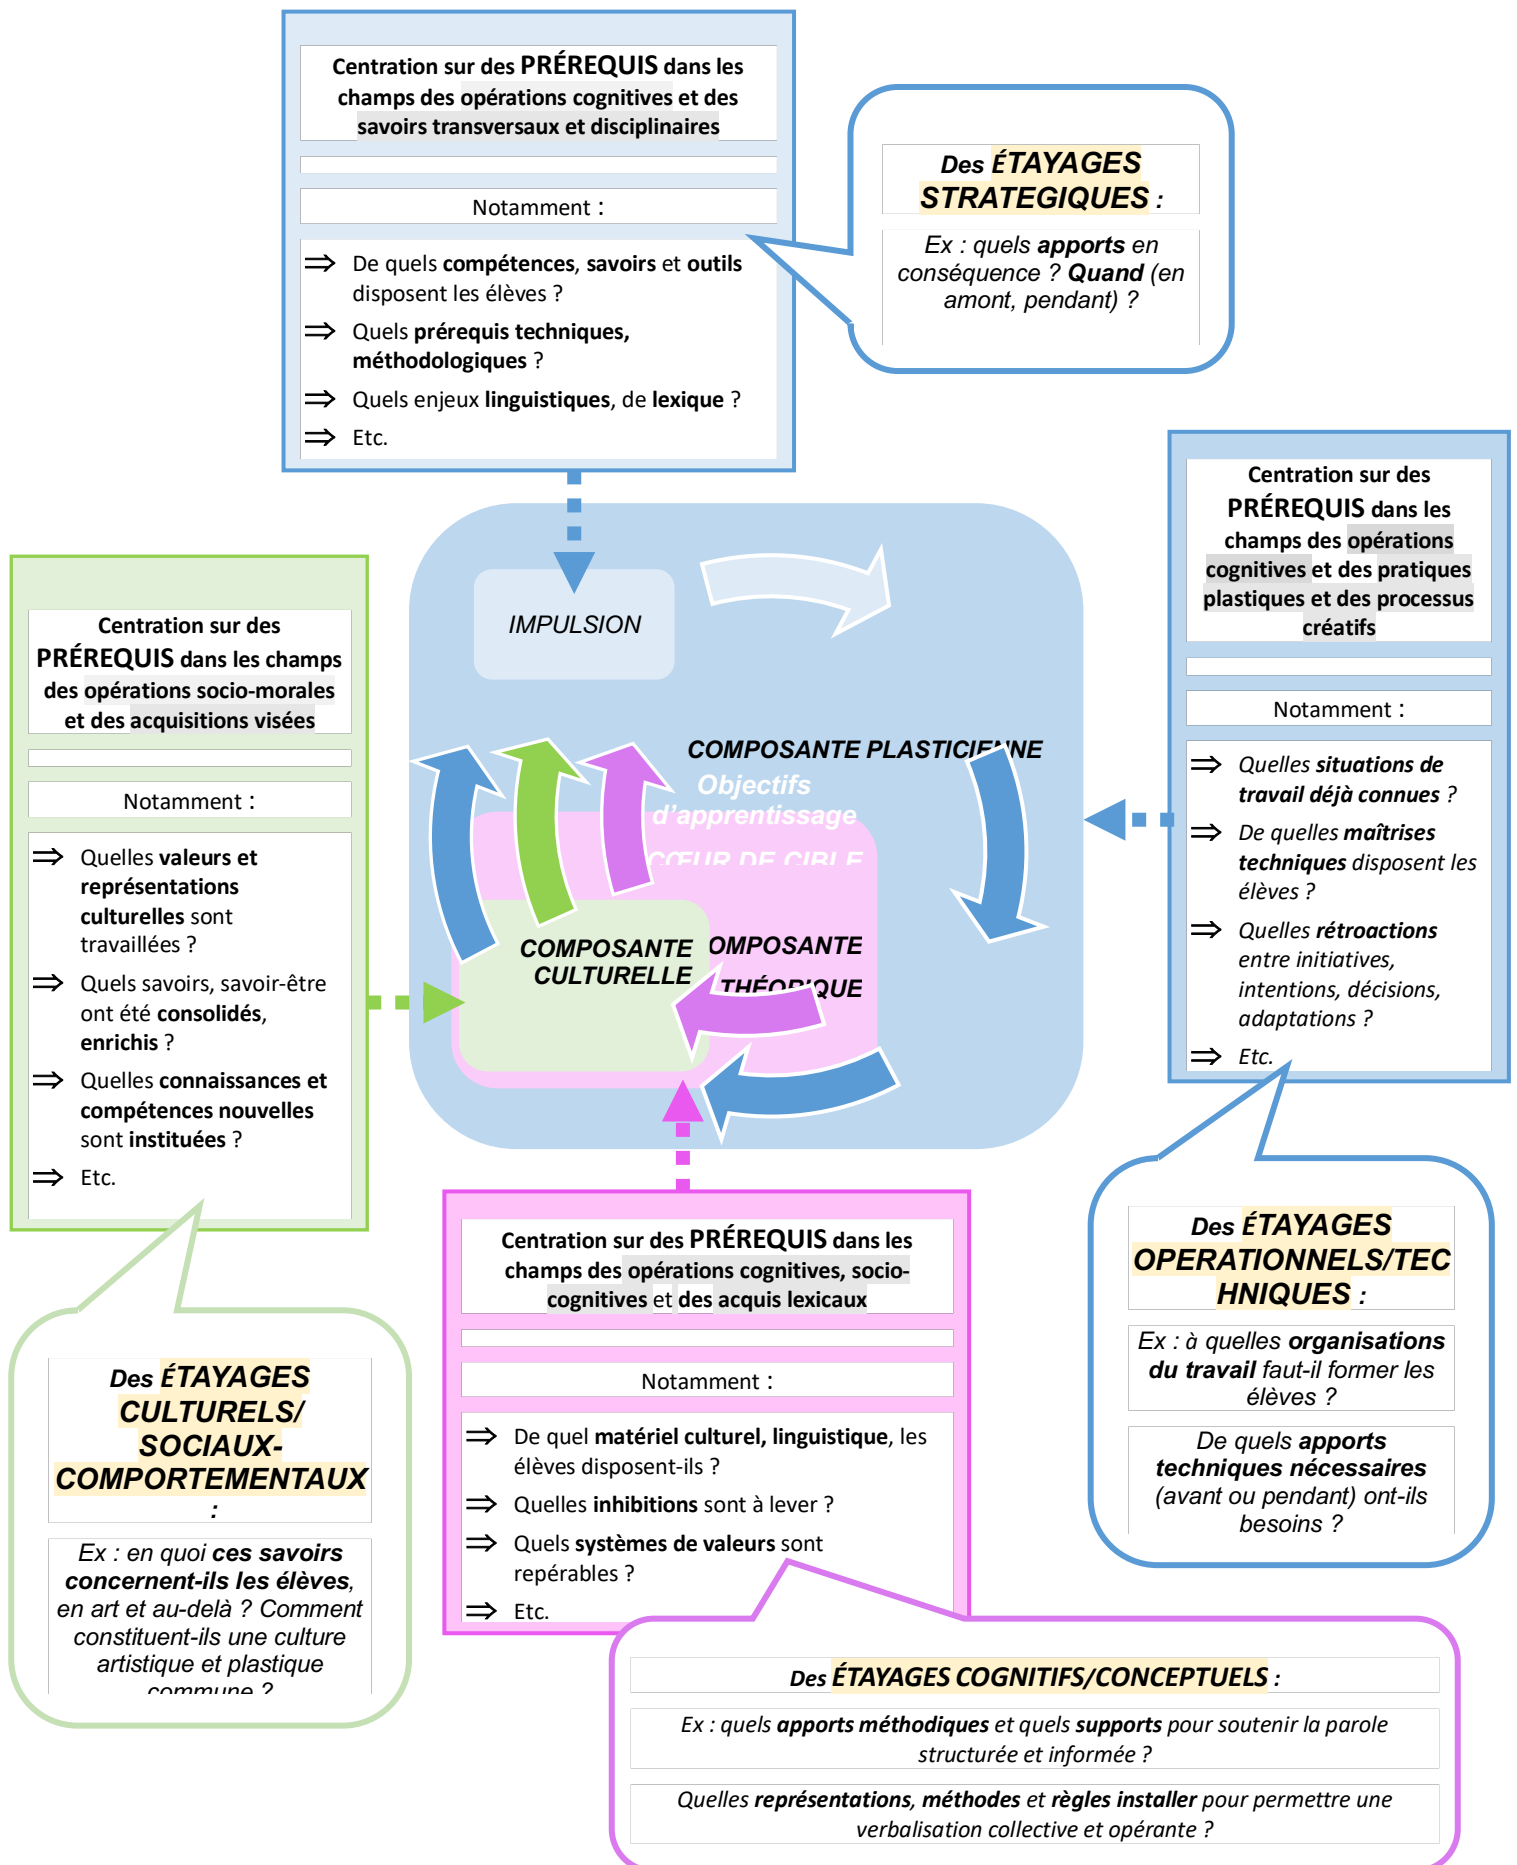 Centration sur des PRÉREQUIS dans les
champs des opérations cognitives et des
savoirs transversaux et disciplinaires
Notamment :
⇒ De quels compétences, savoirs et outils
disposent les élèves ?
⇒ Quels prérequis techniques,
méthodologiques ?
⇒ Quels enjeux linguistiques, de lexique ?
⇒ Etc.
Des ÉTAYAGES
STRATEGIQUES :
Ex : quels apports en
conséquence ? Quand (en
amont, pendant) ?
Centration sur des
PRÉREQUIS dans les
champs des opérations
cognitives et des pratiques
plastiques et des processus
créatifs
Notamment :
⇒ Quelles situations de
travail déjà connues ?
⇒ De quelles maîtrises
techniques disposent les
élèves ?
⇒ Quelles rétroactions
entre initiatives,
intentions, décisions,
adaptations ?
⇒ Etc.
Des ÉTAYAGES
OPERATIONNELS/TEC
HNIQUES :
Ex : à quelles organisations
du travail faut-il former les
élèves ?
De quels apports
techniques nécessaires
(avant ou pendant) ont-ils
besoins ?
IMPULSION
COMPOSANTE PLASTICIENNE
Objectifs
d’apprentissage
CŒUR DE CIBLE
OMPOSANTE
THÉORIQUE
COMPOSANTE
CULTURELLE
Centration sur des
PRÉREQUIS dans les champs
des opérations socio-morales
et des acquisitions visées
Notamment :
⇒ Quelles valeurs et
représentations
culturelles sont
travaillées ?
⇒ Quels savoirs, savoir-être
ont été consolidés,
enrichis ?
⇒ Quelles connaissances et
compétences nouvelles
sont instituées ?
⇒ Etc.
Des ÉTAYAGES
CULTURELS/
SOCIAUX-
COMPORTEMENTAUX
:
Ex : en quoi ces savoirs
concernent-ils les élèves,
en art et au-delà ? Comment
constituent-ils une culture
artistique et plastique
commune ?
Centration sur des PRÉREQUIS dans les
champs des opérations cognitives, socio-
cognitives et des acquis lexicaux
Notamment :
⇒ De quel matériel culturel, linguistique, les
élèves disposent-ils ?
⇒ Quelles inhibitions sont à lever ?
⇒ Quels systèmes de valeurs sont
repérables ?
⇒ Etc.
Des ÉTAYAGES COGNITIFS/CONCEPTUELS :
Ex : quels apports méthodiques et quels supports pour soutenir la parole
structurée et informée ?
Quelles représentations, méthodes et règles installer pour permettre une
verbalisation collective et opérante ?